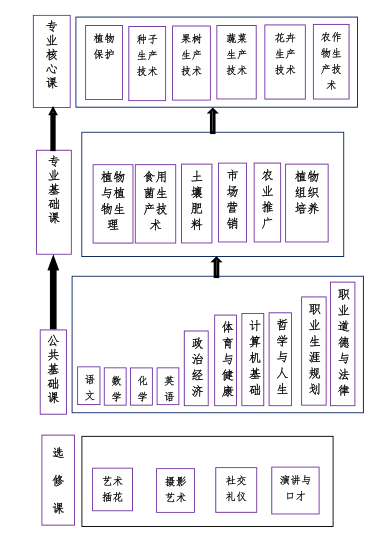 专业核心课
植物
保护
种子
生产
技术
果树
生产
技术
蔬菜
生产
技术
花卉
生产
技术
农作
物生
产技
术
专业基础课
植物
与植
物生
理
食用
菌生
产技
术
土壤肥料
市场营销
农业推广
植物
组织
培养
公共基础课
语文
数学
化学
英语
政治经济
体育与健康
计算机基础
哲学与人生
职业生涯规划
职业道德与法律
选修课
艺术
插花
摄影
艺术
社交
礼仪
演讲与
口才